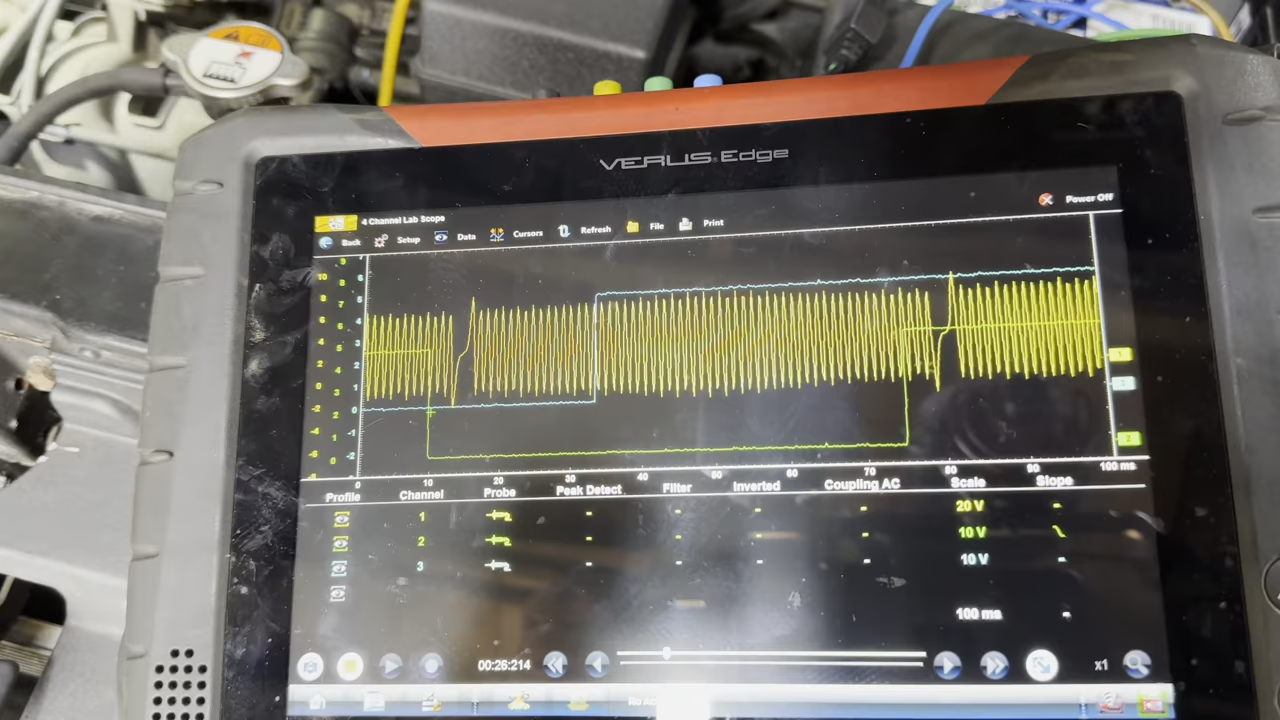 VERUS Edge
4 Channel Lab Scope
Power Off
Back Setup Data Cursors Refresh File Print
0 10 20 30 40 50 60 70 80 90 100 ms
Profile Channel Probe Peak Detect Filter Inverted Coupling AC Scale Slope
1 20 V
2 10 V
3 10 V
100 ms
00:26:214 x1